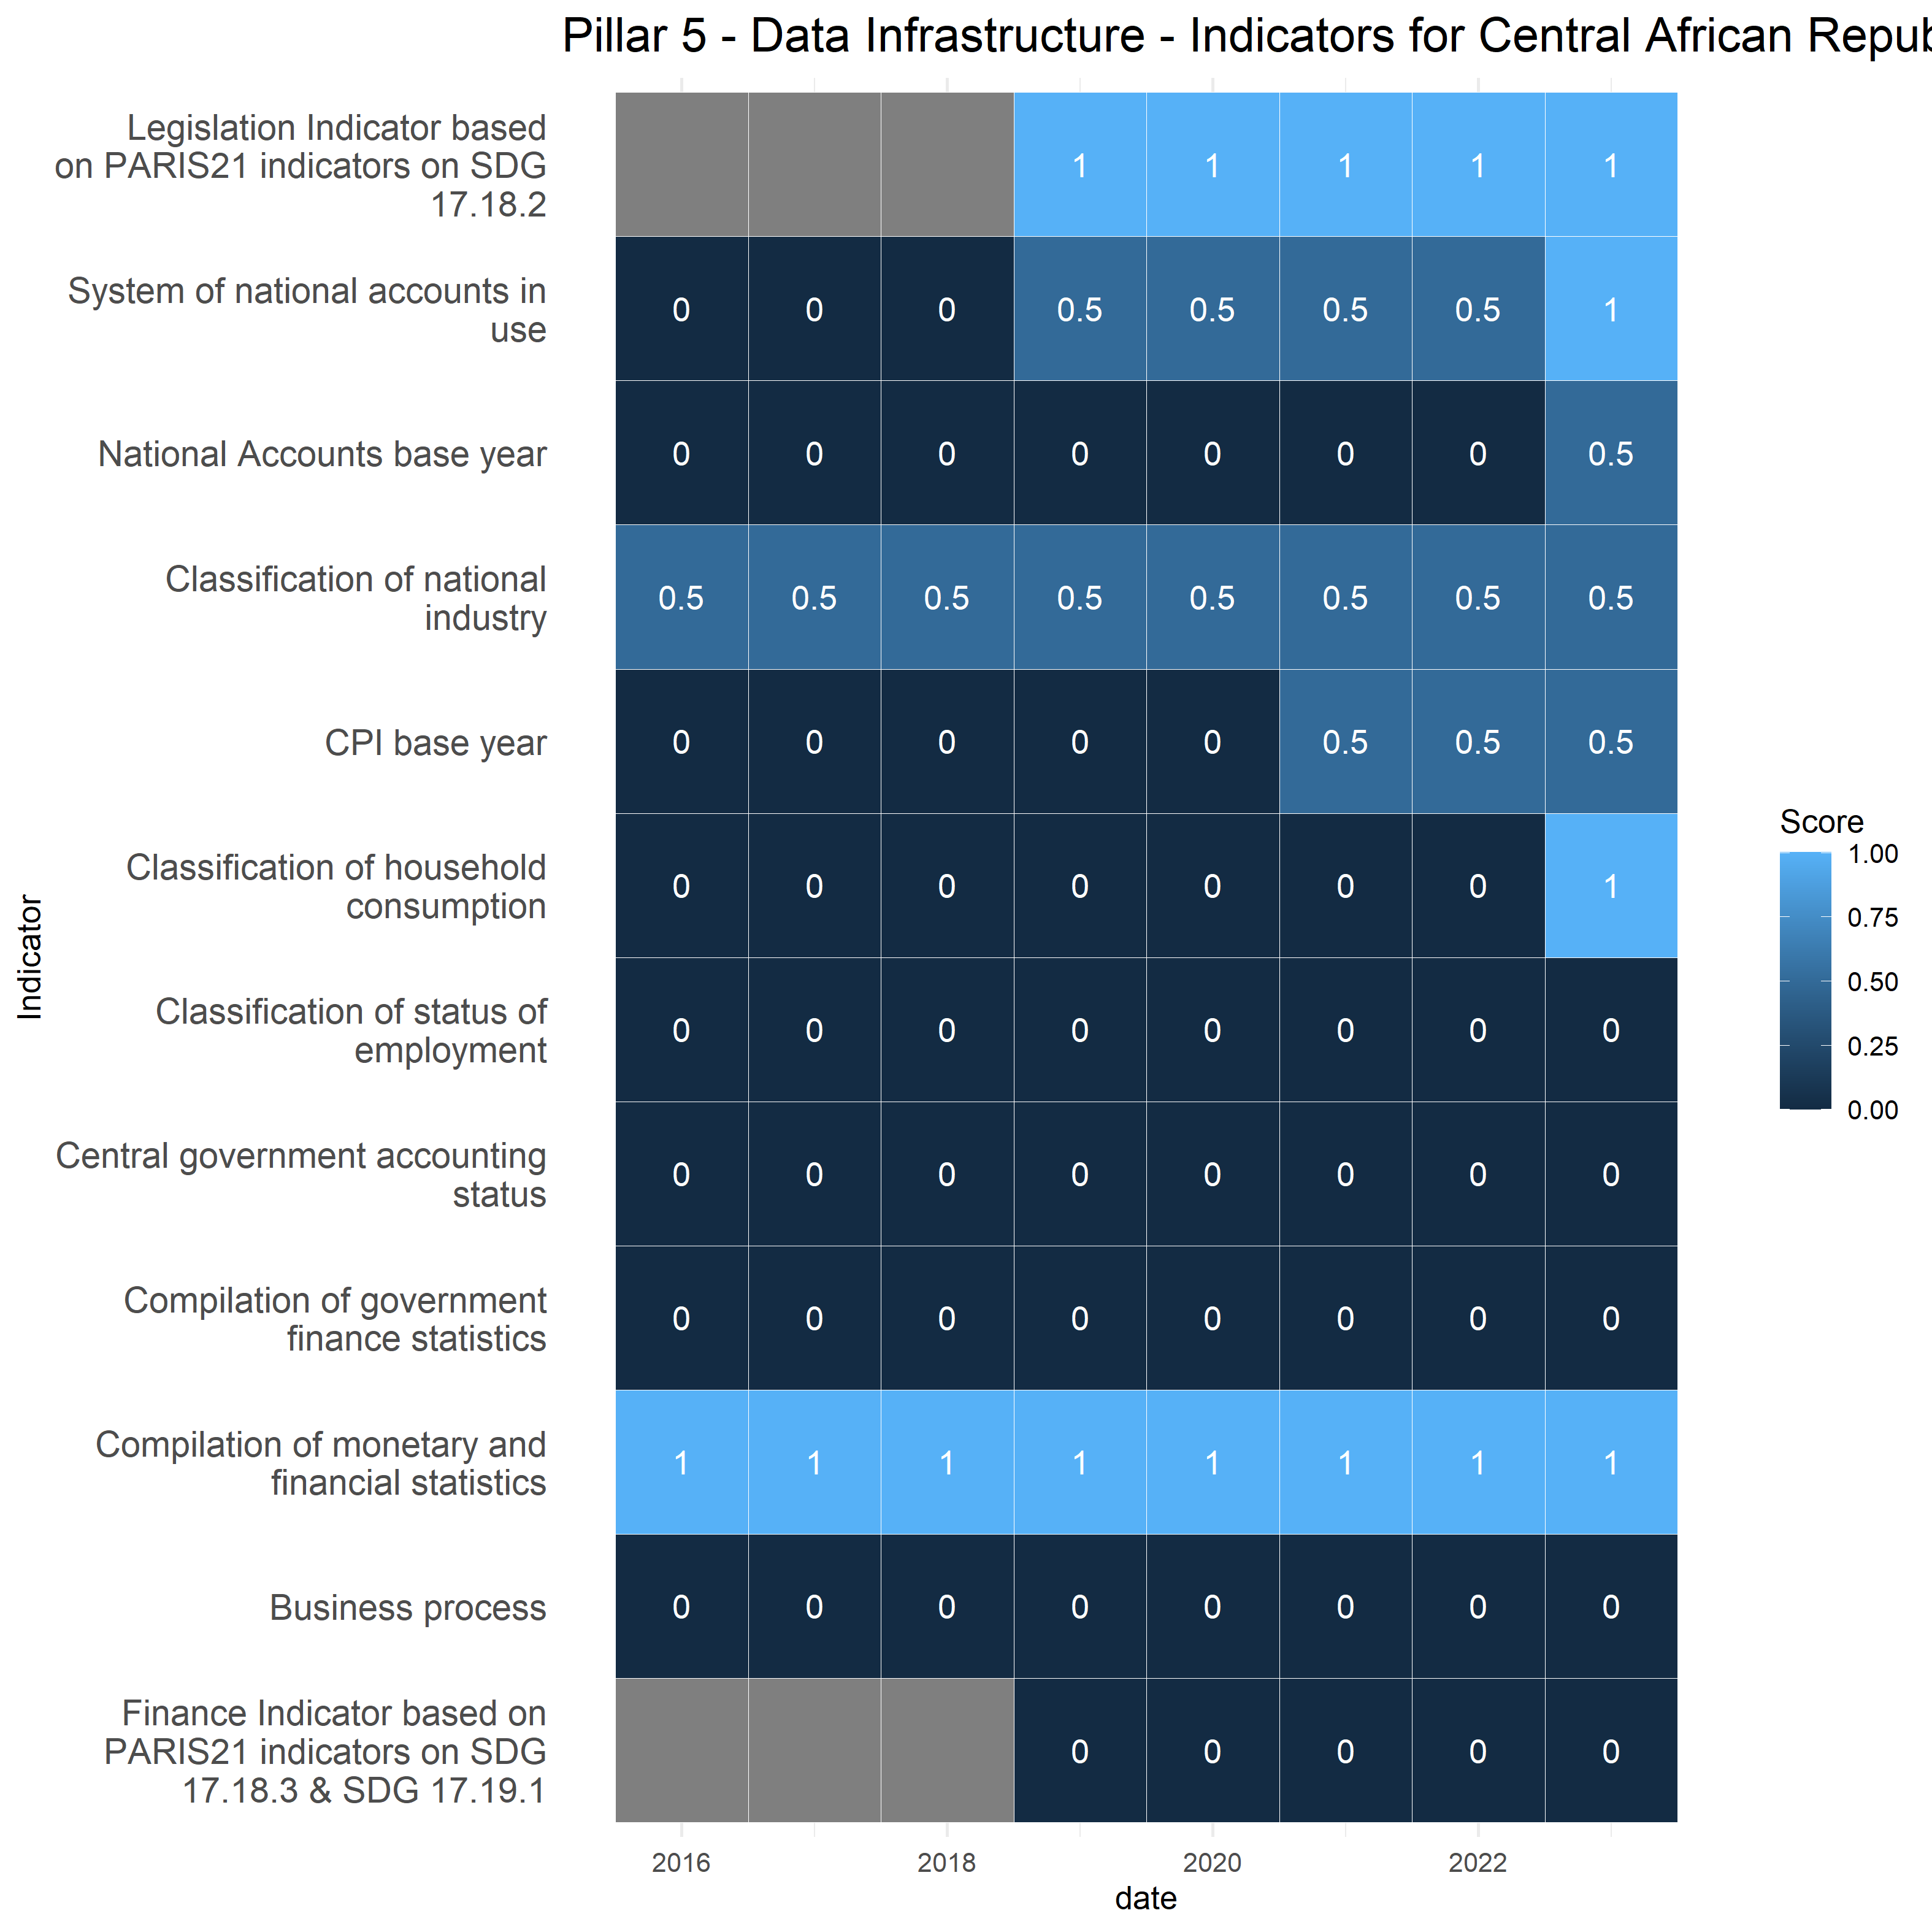 Pillar 5 - Data Infrastructure - Indicators for Central African Repub
Legislation Indicator based
on PARIS21 indicators on SDG
17.18.2
1 1 1 1 1
System of national accounts in
use
0 0 0 0.5 0.5 0.5 0.5 1
National Accounts base year
0 0 0 0 0 0 0 0.5
Classification of national
industry
0.5 0.5 0.5 0.5 0.5 0.5 0.5 0.5
CPI base year
0 0 0 0 0 0.5 0.5 0.5
Classification of household
consumption
0 0 0 0 0 0 0 1
Classification of status of
employment
0 0 0 0 0 0 0 0
Central government accounting
status
0 0 0 0 0 0 0 0
Compilation of government
finance statistics
0 0 0 0 0 0 0 0
Compilation of monetary and
financial statistics
1 1 1 1 1 1 1 1
Business process
0 0 0 0 0 0 0 0
Finance Indicator based on
PARIS21 indicators on SDG
17.18.3 & SDG 17.19.1
0 0 0 0 0
2016 2018 2020 2022
date
Indicator
Score
1.00
0.75
0.50
0.25
0.00